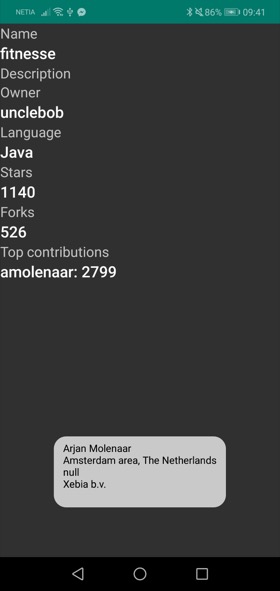 NETIA 86% 09:41
Name
fitnesse
Description
Owner
unclebob
Language
Java
Stars
1140
Forks
526
Top contributions
amolenaar: 2799
Arjan Molenaar
Amsterdam area, The Netherlands
null
Xebia b.v.